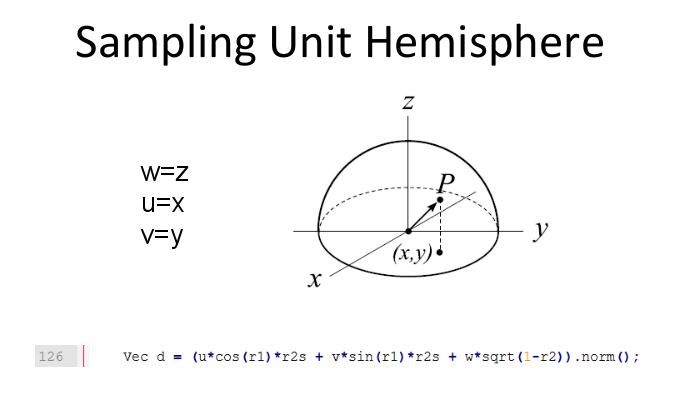 Sampling Unit Hemisphere
z
w=z
u=x
v=y
P
y
(x,y)
x
126 Vec d = (u*cos(r1)*r2s + v*sin(r1)*r2s + w*sqrt(1-r2)).norm();